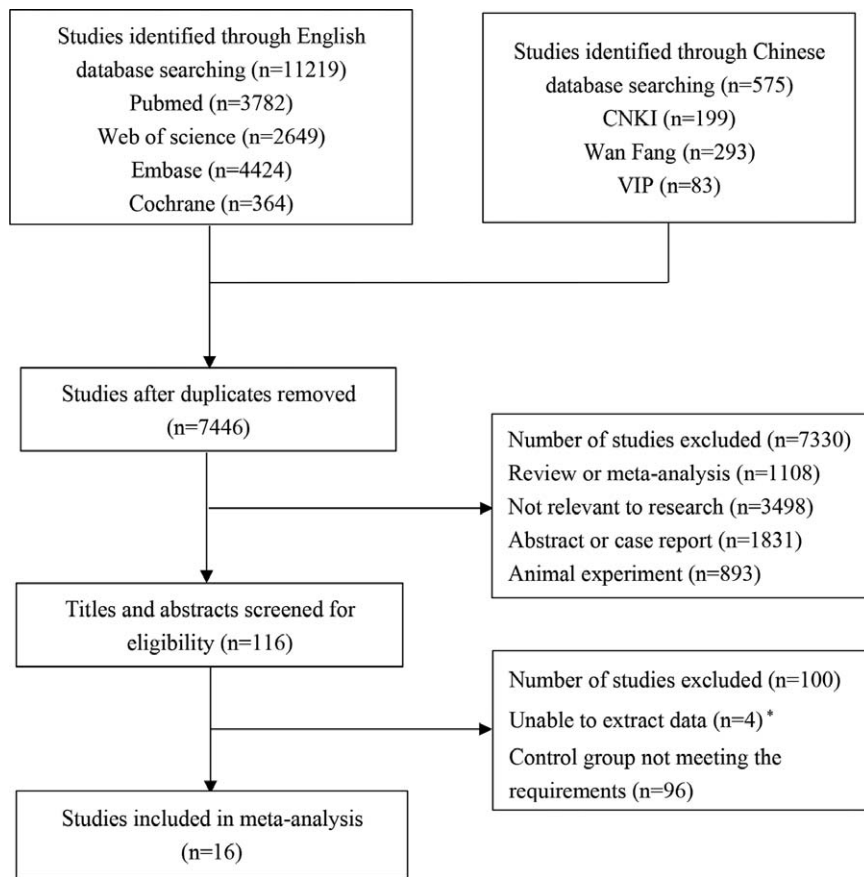 Studies identified through English
database searching (n=11219)
Pubmed (n=3782)
Web of science (n=2649)
Embase (n=4424)
Cochrane (n=364)
Studies identified through Chinese
database searching (n=575)
CNKI (n=199)
Wan Fang (n=293)
VIP (n=83)
Studies after duplicates removed
(n=7446)
Number of studies excluded (n=7330)
Review or meta-analysis (n=1108)
Not relevant to research (n=3498)
Abstract or case report (n=1831)
Animal experiment (n=893)
Titles and abstracts screened for
eligibility (n=116)
Number of studies excluded (n=100)
Unable to extract data (n=4)*
Control group not meeting the
requirements (n=96)
Studies included in meta-analysis
(n=16)